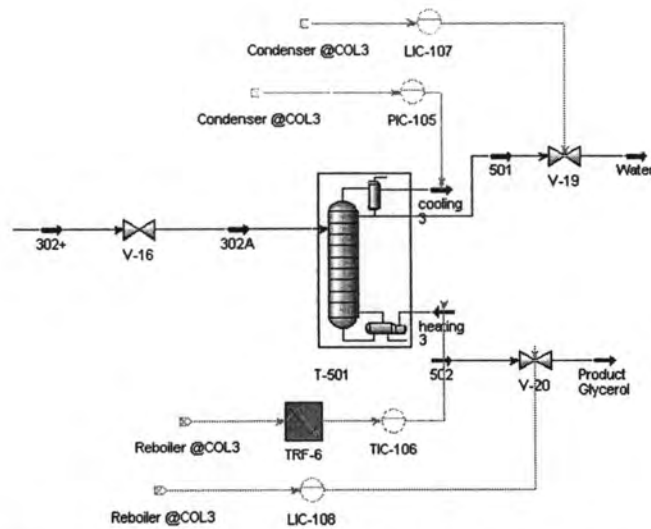 Condenser @COL3
LIC-107
Condenser @COL3
PIC-105
501
V-19
Water
cooling
3
302+
V-16
302A
heating
3
T-501
502
V-20
Product
Glycerol
Reboiler @COL3
TRF-6
TIC-106
Reboiler @COL3
LIC-108